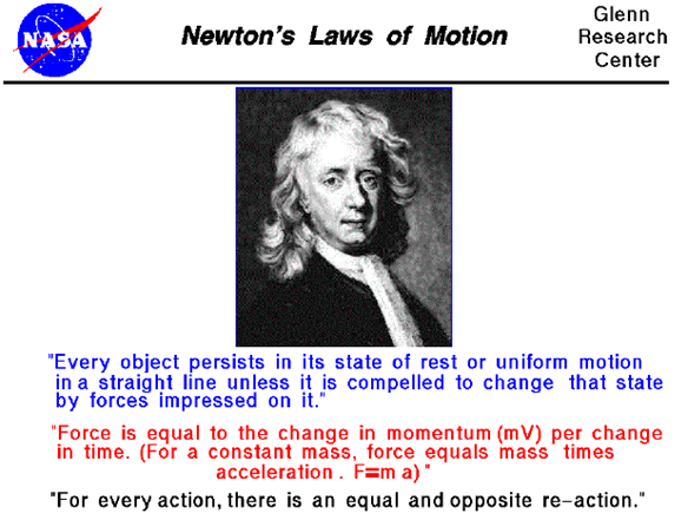 NASA
Newton's Laws of Motion
Glenn
Research
Center
"Every object persists in its state of rest or uniform motion
in a straight line unless it is compelled to change that state
by forces impressed on it."
"Force is equal to the change in momentum (mV) per change
in time. (For a constant mass, force equals mass times
acceleration. F=m a)"
"For every action, there is an equal and opposite re-action."